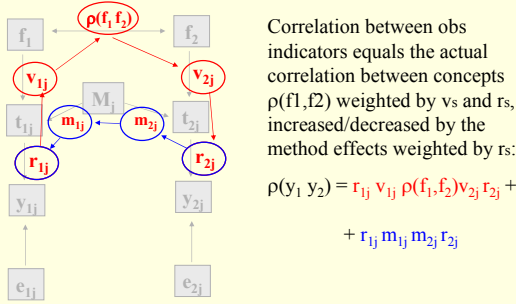 ρ(f₁ f₂)
f₁
f₂
v₁ⱼ
v₂ⱼ
Mⱼ
t₁ⱼ
m₁ⱼ
m₂ⱼ
t₂ⱼ
r₁ⱼ
r₂ⱼ
y₁ⱼ
y₂ⱼ
e₁ⱼ
e₂ⱼ
Correlation between obs
indicators equals the actual
correlation between concepts
ρ(f1,f2) weighted by vs and rs,
increased/decreased by the
method effects weighted by rs:
ρ(y₁ y₂) = r₁ⱼ v₁ⱼ ρ(f₁,f₂)v₂ⱼ r₂ⱼ +
+ r₁ⱼ m₁ⱼ m₂ⱼ r₂ⱼ